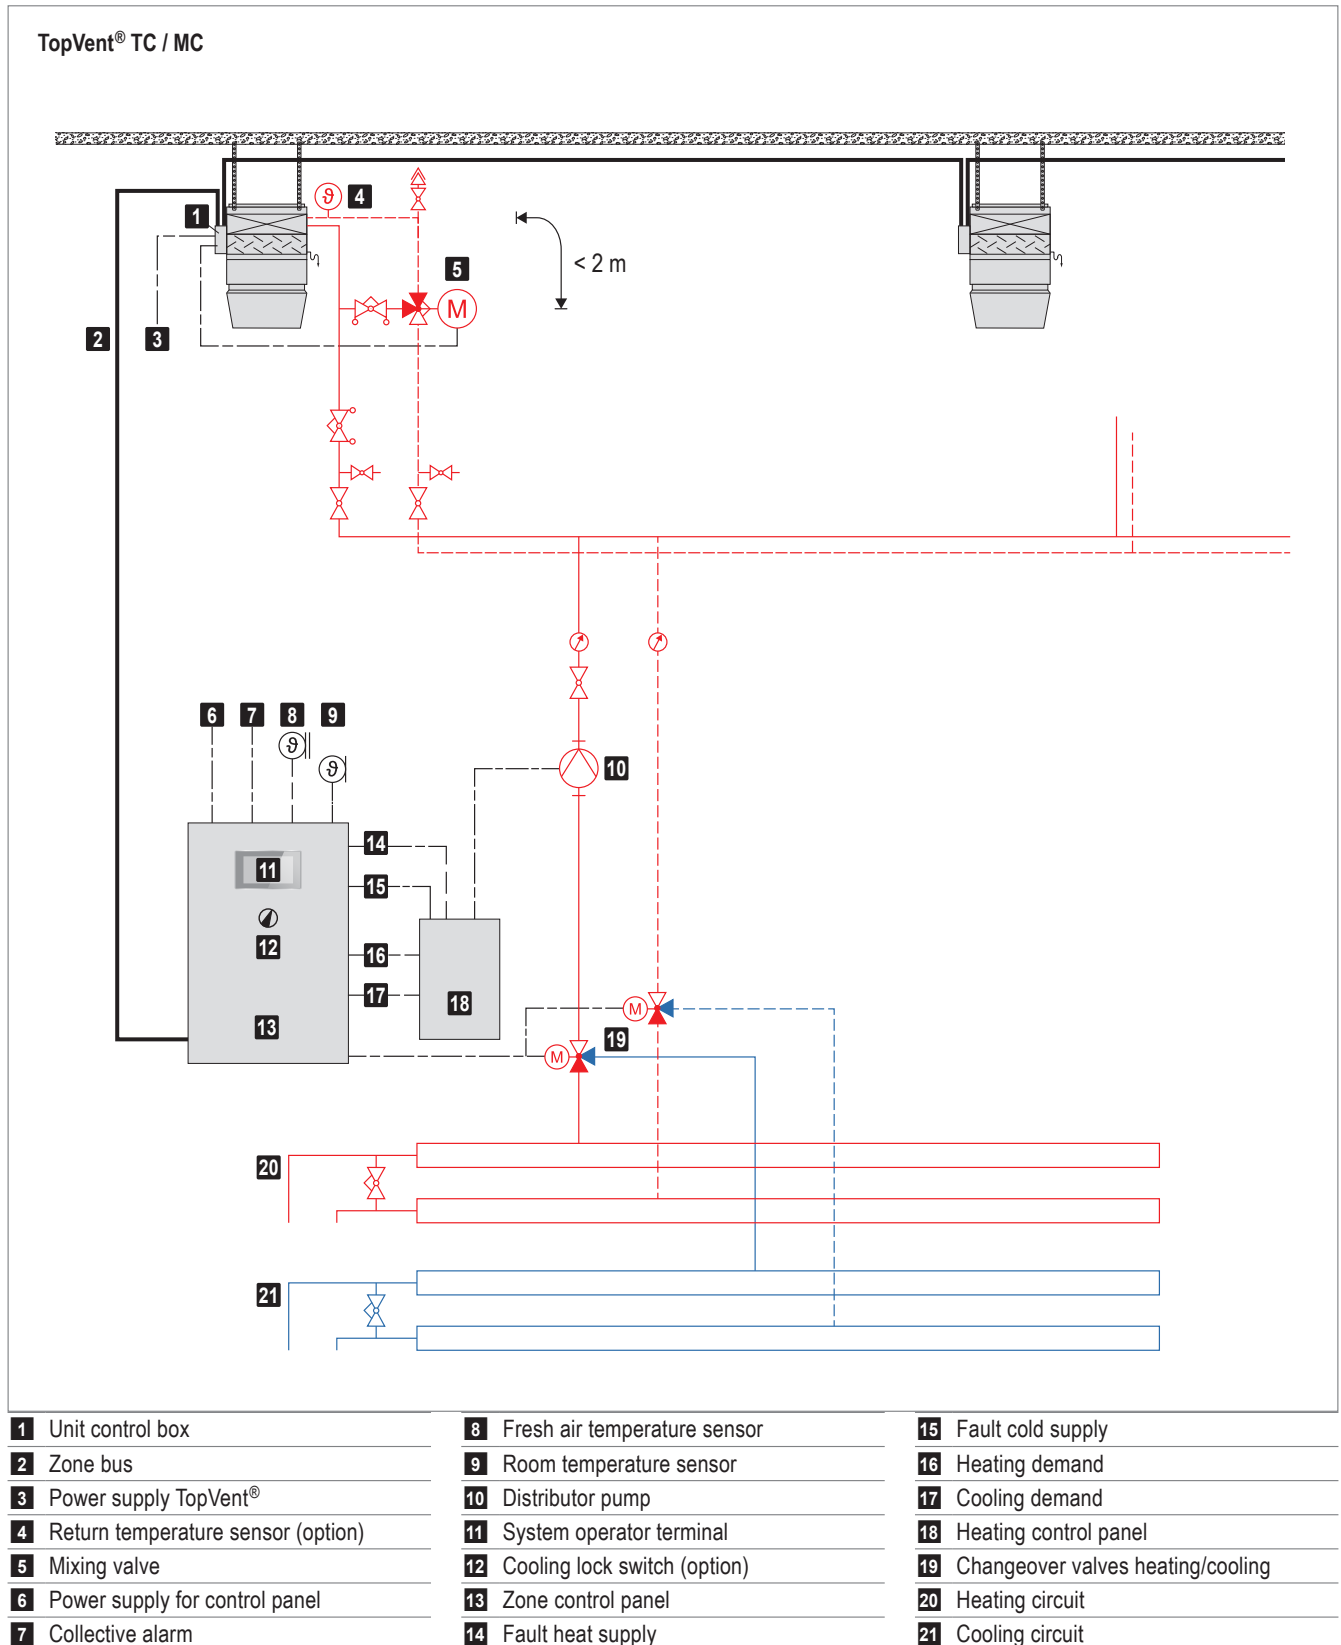 TopVent® TC / MC
ϑ 4
1
5
< 2 m
M
2
3
6 7 8 9
ϑ
ϑ
10
14
11
15
12
16
17
18
13
M
19
M
20
21
1 Unit control box
2 Zone bus
3 Power supply TopVent®
4 Return temperature sensor (option)
5 Mixing valve
6 Power supply for control panel
7 Collective alarm
8 Fresh air temperature sensor
9 Room temperature sensor
10 Distributor pump
11 System operator terminal
12 Cooling lock switch (option)
13 Zone control panel
14 Fault heat supply
15 Fault cold supply
16 Heating demand
17 Cooling demand
18 Heating control panel
19 Changeover valves heating/cooling
20 Heating circuit
21 Cooling circuit